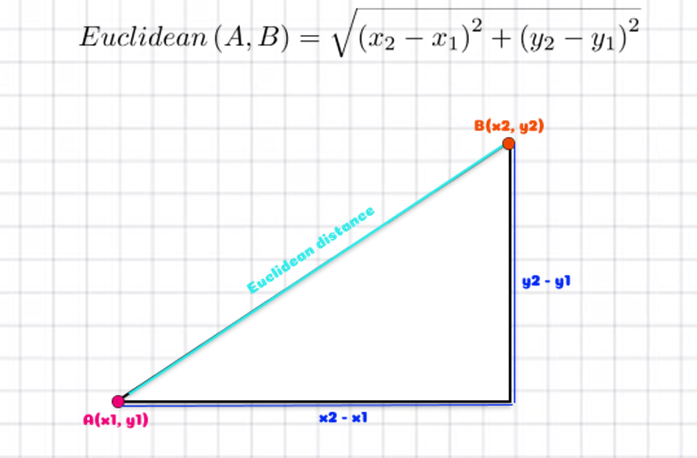 Euclidean (A, B) = √(x₂ − x₁)² + (y₂ − y₁)²
B(x2, y2)
Euclidean distance
y2 - y1
A(x1, y1)
x2 - x1